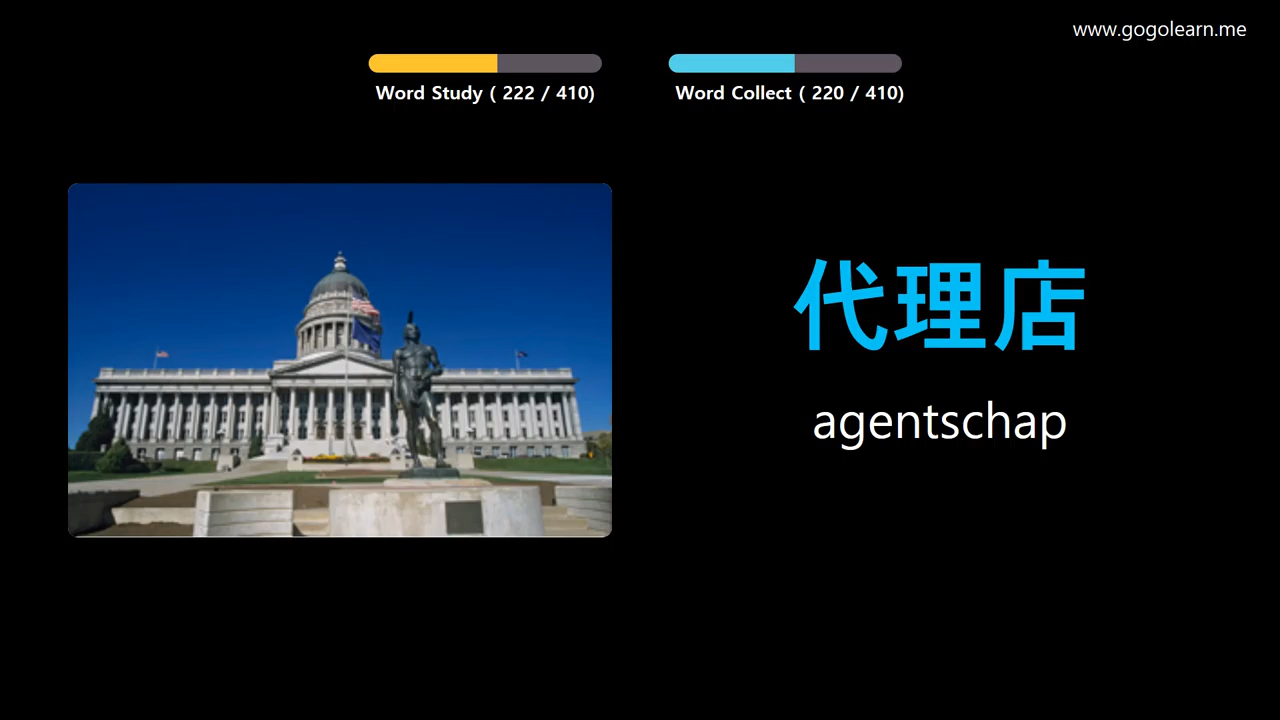 www.gogolearn.me
Word Study ( 222 / 410)
Word Collect ( 220 / 410)
代理店
agentschap